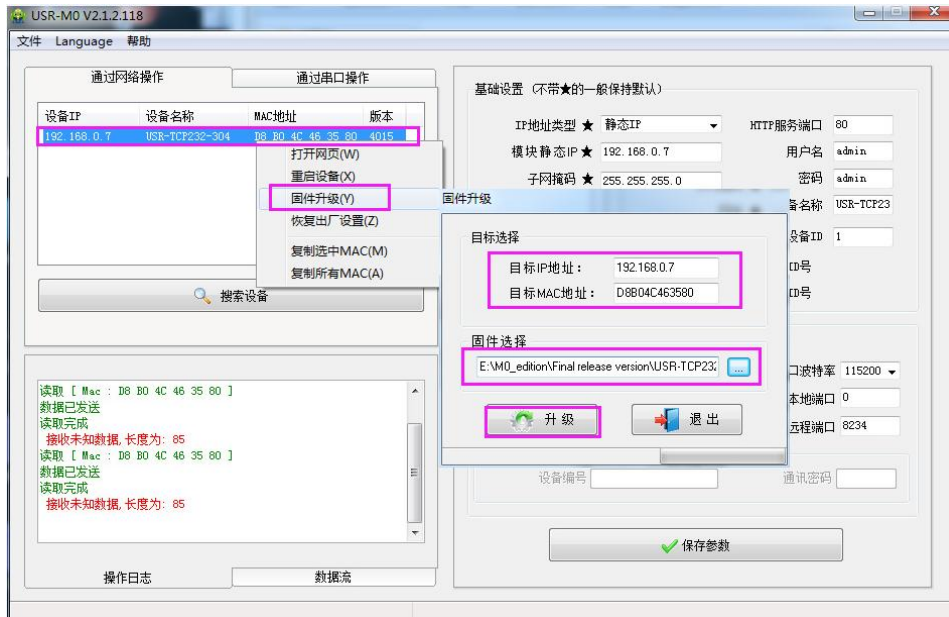 USR-M0 V2.1.2.118
文件 Language 帮助
通过网络操作 通过串口操作
设备IP 设备名称 MAC地址 版本
192.168.0.7 USR-TCP232-304 D8 B0 4C 46 35 80 4015
打开网页(W)
重启设备(X)
固件升级(Y)
恢复出厂设置(Z)
复制选中MAC(M)
复制所有MAC(A)
搜索设备
读取 [ Mac : D8 B0 4C 46 35 80 ]
数据已发送
读取完成
接收未知数据,长度为: 85
读取 [ Mac : D8 B0 4C 46 35 80 ]
数据已发送
读取完成
接收未知数据,长度为: 85
操作日志 数据流
基础设置 (不带★的一般保持默认)
IP地址类型 ★ 静态IP HTTP服务端口 80
模块静态IP ★ 192.168.0.7 用户名 admin
子网掩码 ★ 255.255.255.0 密码 admin
备名称 USR-TCP23
设备ID 1
ID号
ID号
固件升级
目标选择
目标IP地址: 192.168.0.7
目标MAC地址: D8B04C463580
固件选择
E:\M0_edition\Final release version\USR-TCP232 ...
升级 退出
口波特率 115200
本地端口 0
远程端口 8234
设备编号 通讯密码
保存参数